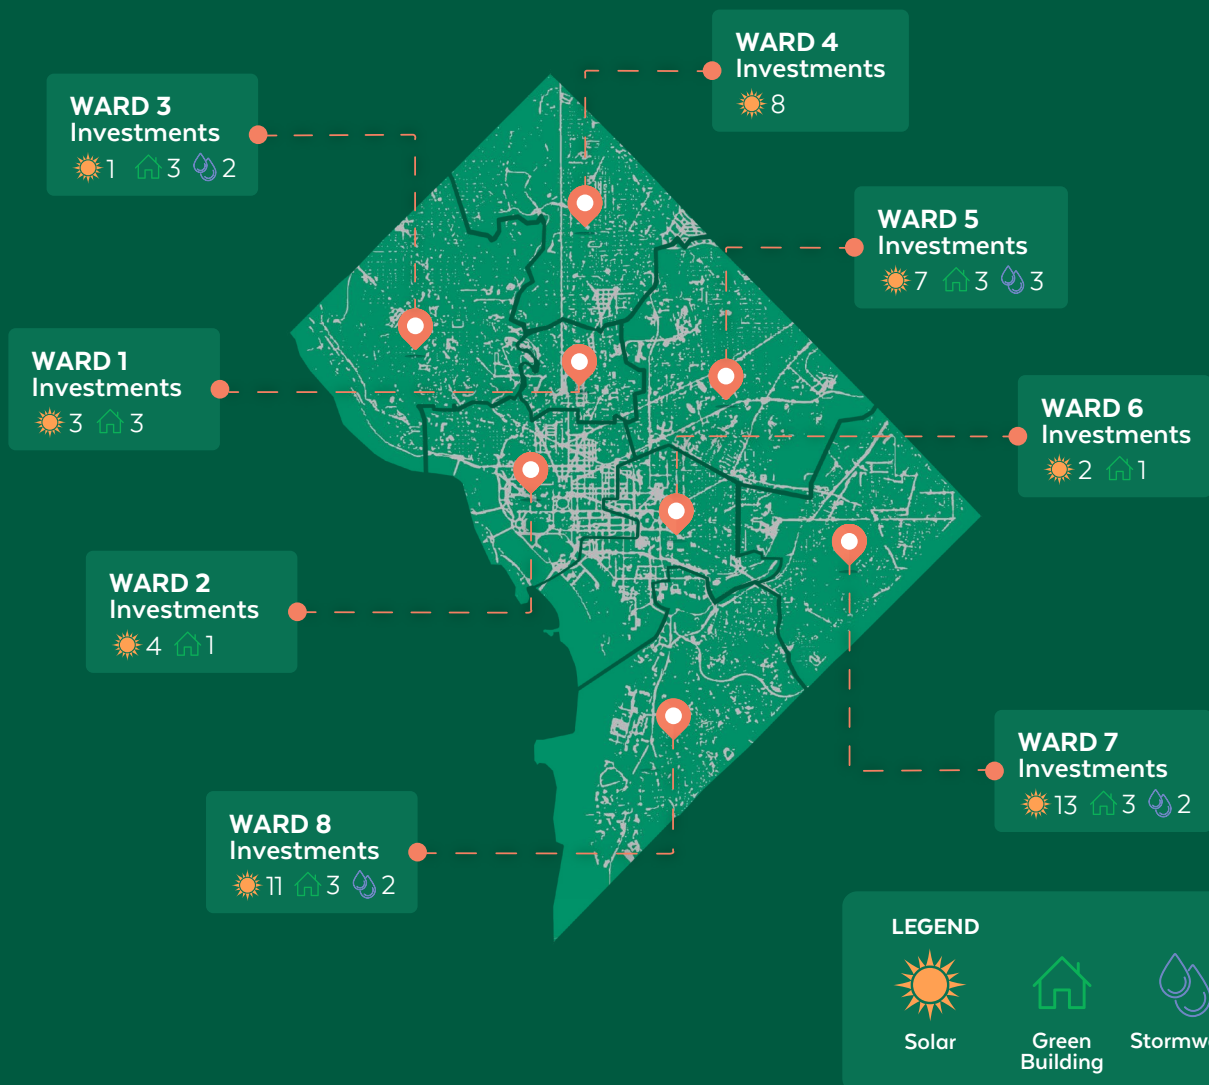 WARD 4
Investments
8
WARD 3
Investments
1 3 2
WARD 5
Investments
7 3 3
WARD 1
Investments
3 3
WARD 6
Investments
2 1
WARD 2
Investments
4 1
WARD 7
Investments
13 3 2
WARD 8
Investments
11 3 2
LEGEND
Solar
Green
Building